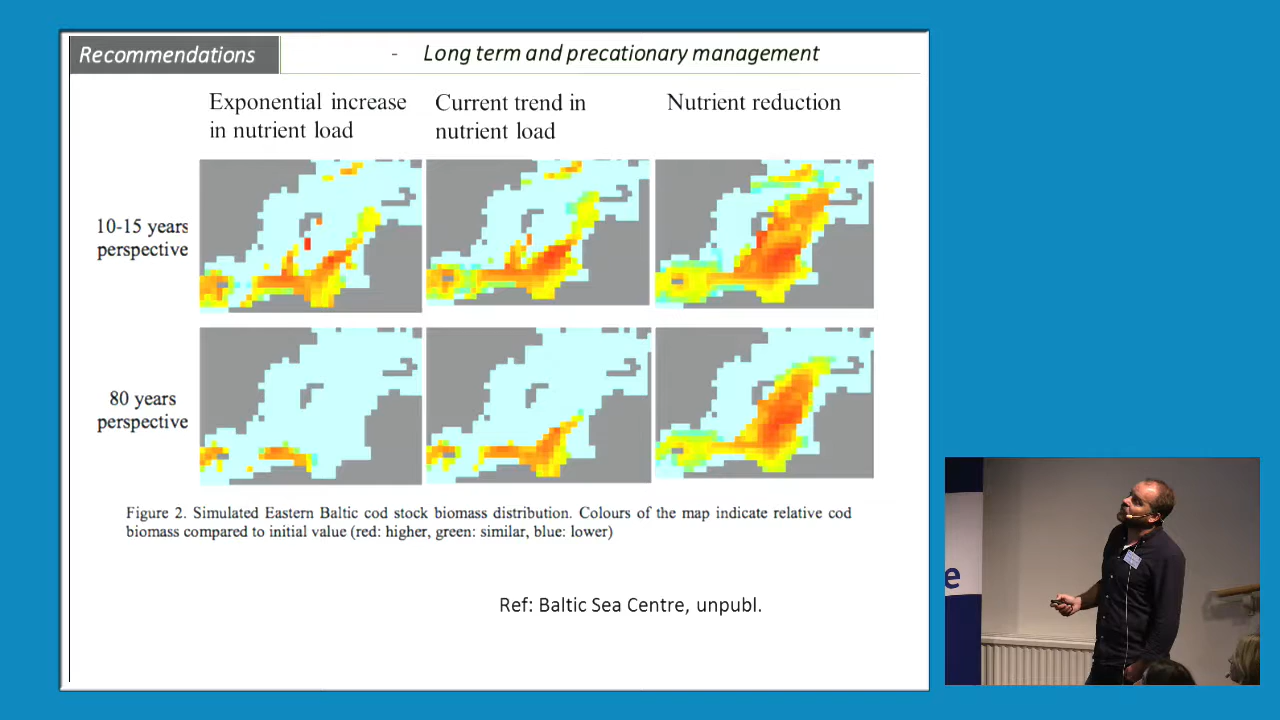 Recommendations
- Long term and precationary management
Exponential increase
in nutrient load
Current trend in
nutrient load
Nutrient reduction
10-15 years
perspective
80 years
perspective
Figure 2. Simulated Eastern Baltic cod stock biomass distribution. Colours of the map indicate relative cod
biomass compared to initial value (red: higher, green: similar, blue: lower)
Ref: Baltic Sea Centre, unpubl.
e